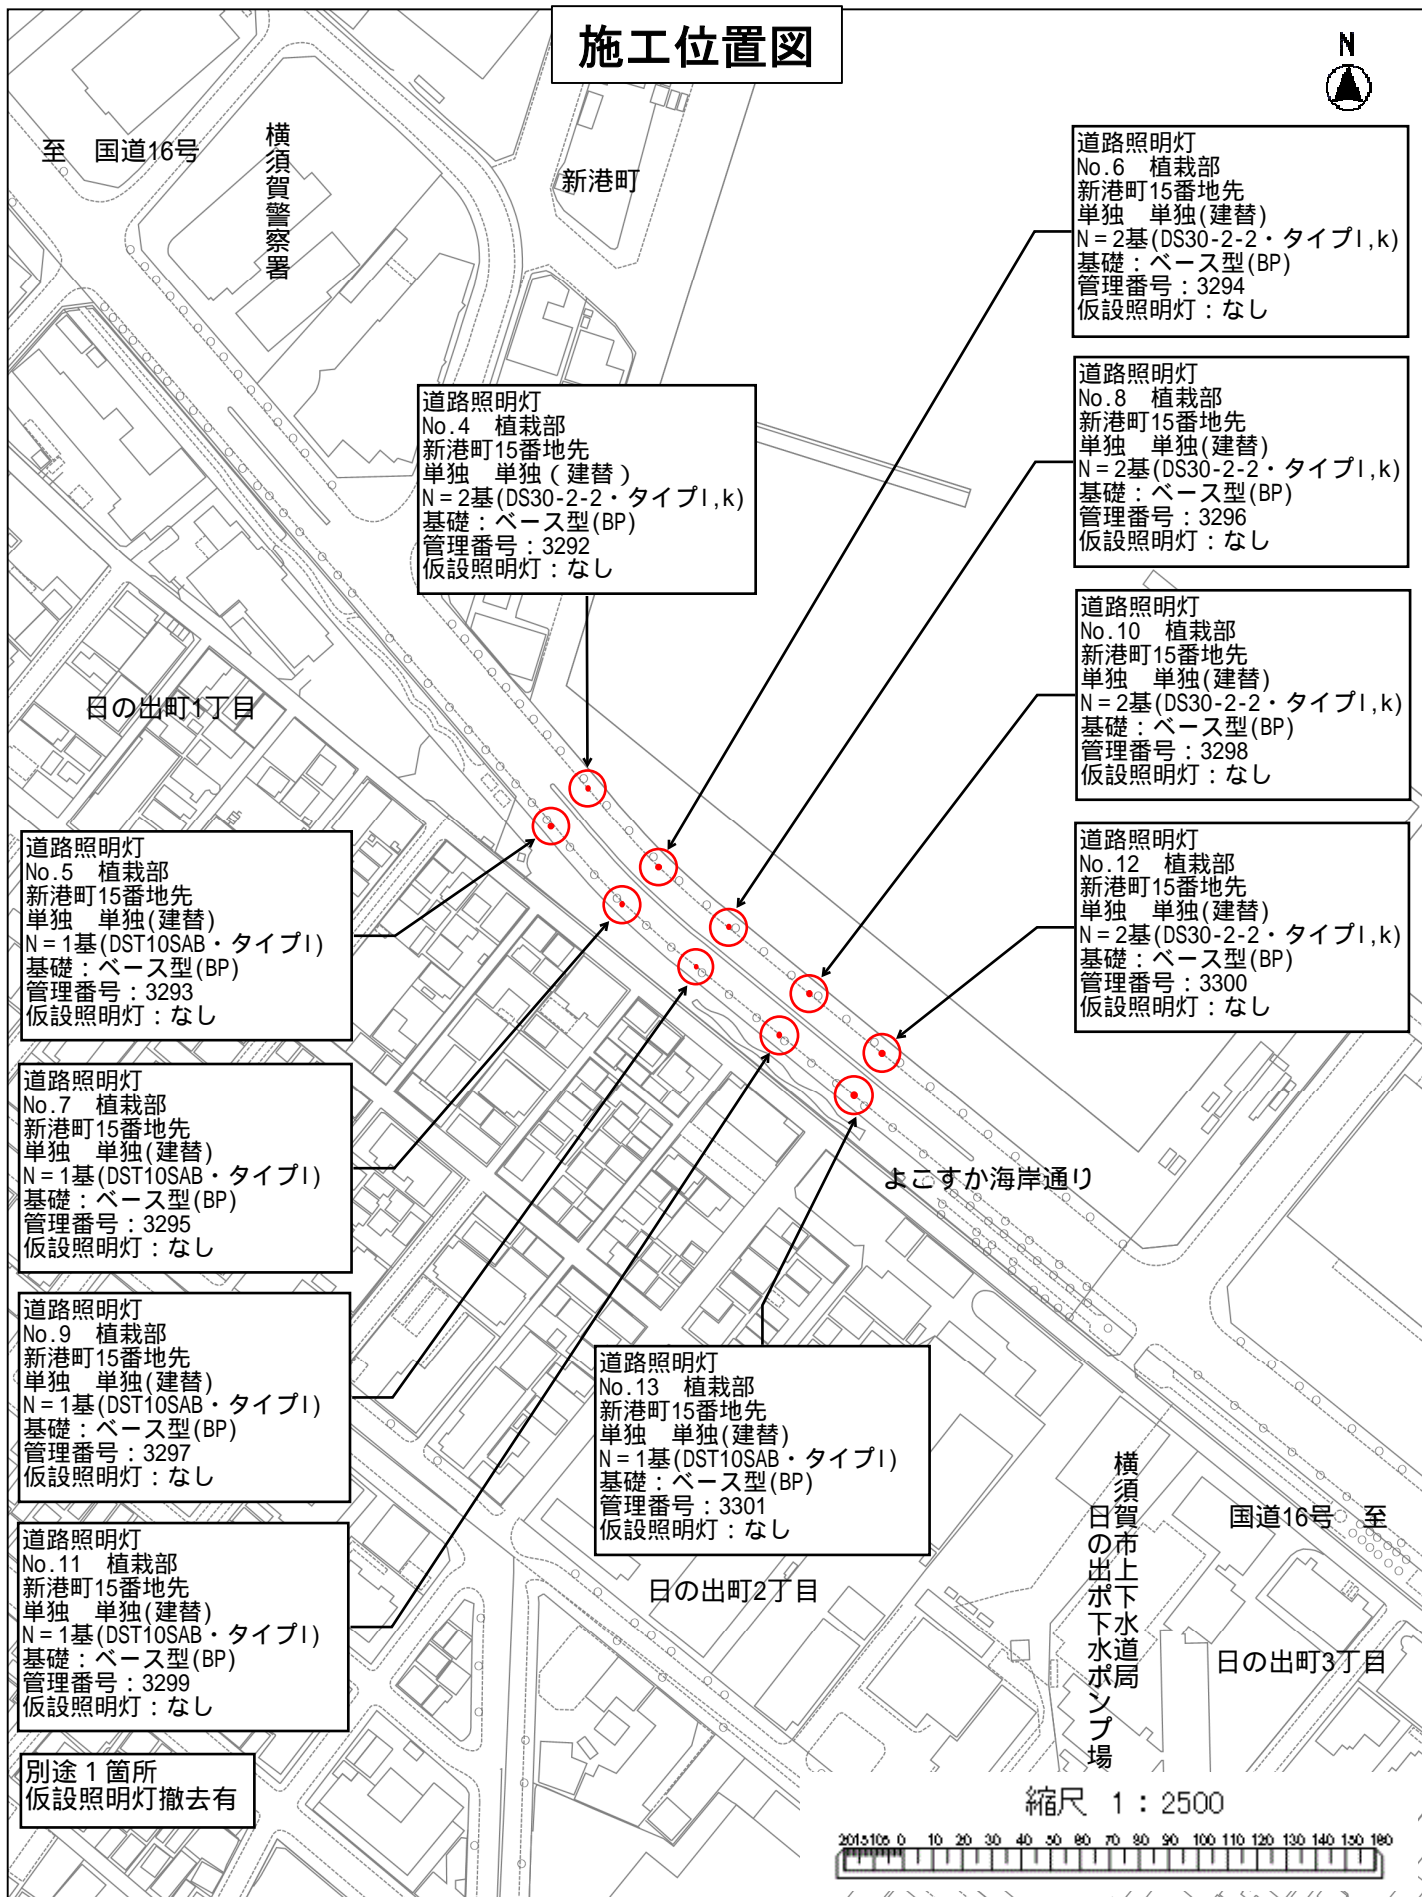 施工位置図
N
至　国道16号
横須賀警察署
新港町
道路照明灯
No.6　植栽部
新港町15番地先
単独　単独(建替)
N=2基(DS30-2-2・タイプI,k)
基礎：ベース型(BP)
管理番号：3294
仮設照明灯：なし
道路照明灯
No.8　植栽部
新港町15番地先
単独　単独(建替)
N=2基(DS30-2-2・タイプI,k)
基礎：ベース型(BP)
管理番号：3296
仮設照明灯：なし
道路照明灯
No.4　植栽部
新港町15番地先
単独　単独（建替）
N=2基(DS30-2-2・タイプI,k)
基礎：ベース型(BP)
管理番号：3292
仮設照明灯：なし
道路照明灯
No.10　植栽部
新港町15番地先
単独　単独(建替)
N=2基(DS30-2-2・タイプI,k)
基礎：ベース型(BP)
管理番号：3298
仮設照明灯：なし
日の出町1丁目
道路照明灯
No.12　植栽部
新港町15番地先
単独　単独(建替)
N=2基(DS30-2-2・タイプI,k)
基礎：ベース型(BP)
管理番号：3300
仮設照明灯：なし
道路照明灯
No.5　植栽部
新港町15番地先
単独　単独(建替)
N=1基(DST10SAB・タイプI)
基礎：ベース型(BP)
管理番号：3293
仮設照明灯：なし
道路照明灯
No.7　植栽部
新港町15番地先
単独　単独(建替)
N=1基(DST10SAB・タイプI)
基礎：ベース型(BP)
管理番号：3295
仮設照明灯：なし
よこすか海岸通り
道路照明灯
No.9　植栽部
新港町15番地先
単独　単独(建替)
N=1基(DST10SAB・タイプI)
基礎：ベース型(BP)
管理番号：3297
仮設照明灯：なし
道路照明灯
No.13　植栽部
新港町15番地先
単独　単独(建替)
N=1基(DST10SAB・タイプI)
基礎：ベース型(BP)
管理番号：3301
仮設照明灯：なし
道路照明灯
No.11　植栽部
新港町15番地先
単独　単独(建替)
N=1基(DST10SAB・タイプI)
基礎：ベース型(BP)
管理番号：3299
仮設照明灯：なし
日の出町2丁目
横須賀市上下水道局
日の出ポ下水ポンプ場
国道16号　至
日の出町3丁目
別途１箇所
仮設照明灯撤去有
縮尺 1：2500
2015105 0 10 20 30 40 50 60 70 80 90 100 110 120 130 140 150 160